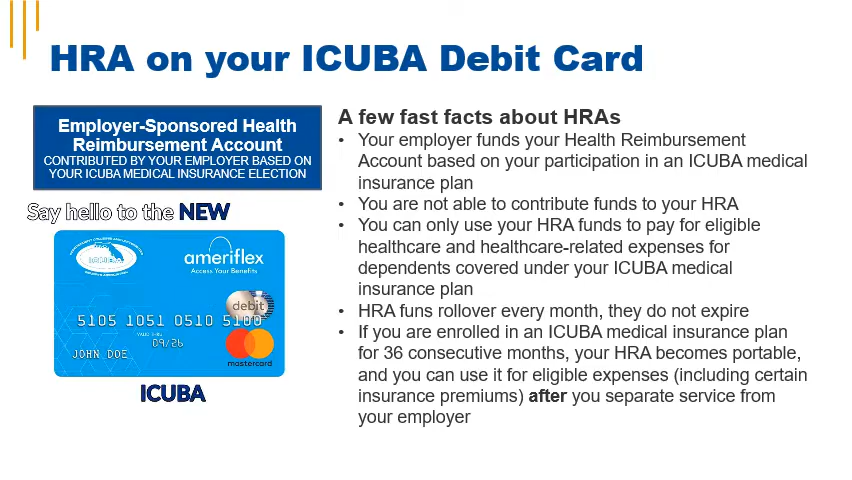 HRA on your ICUBA Debit Card
Employer-Sponsored Health
Reimbursement Account
CONTRIBUTED BY YOUR EMPLOYER BASED ON
YOUR ICUBA MEDICAL INSURANCE ELECTION
Say hello to the NEW
ICUBA
ameriflex
Access Your Benefits
debit
5105 1051 0510 5100
VALID THRU
09/26
JOHN DOE
mastercard
ICUBA
A few fast facts about HRAs
• Your employer funds your Health Reimbursement
Account based on your participation in an ICUBA medical
insurance plan
• You are not able to contribute funds to your HRA
• You can only use your HRA funds to pay for eligible
healthcare and healthcare-related expenses for
dependents covered under your ICUBA medical
insurance plan
• HRA funs rollover every month, they do not expire
• If you are enrolled in an ICUBA medical insurance plan
for 36 consecutive months, your HRA becomes portable,
and you can use it for eligible expenses (including certain
insurance premiums) after you separate service from
your employer